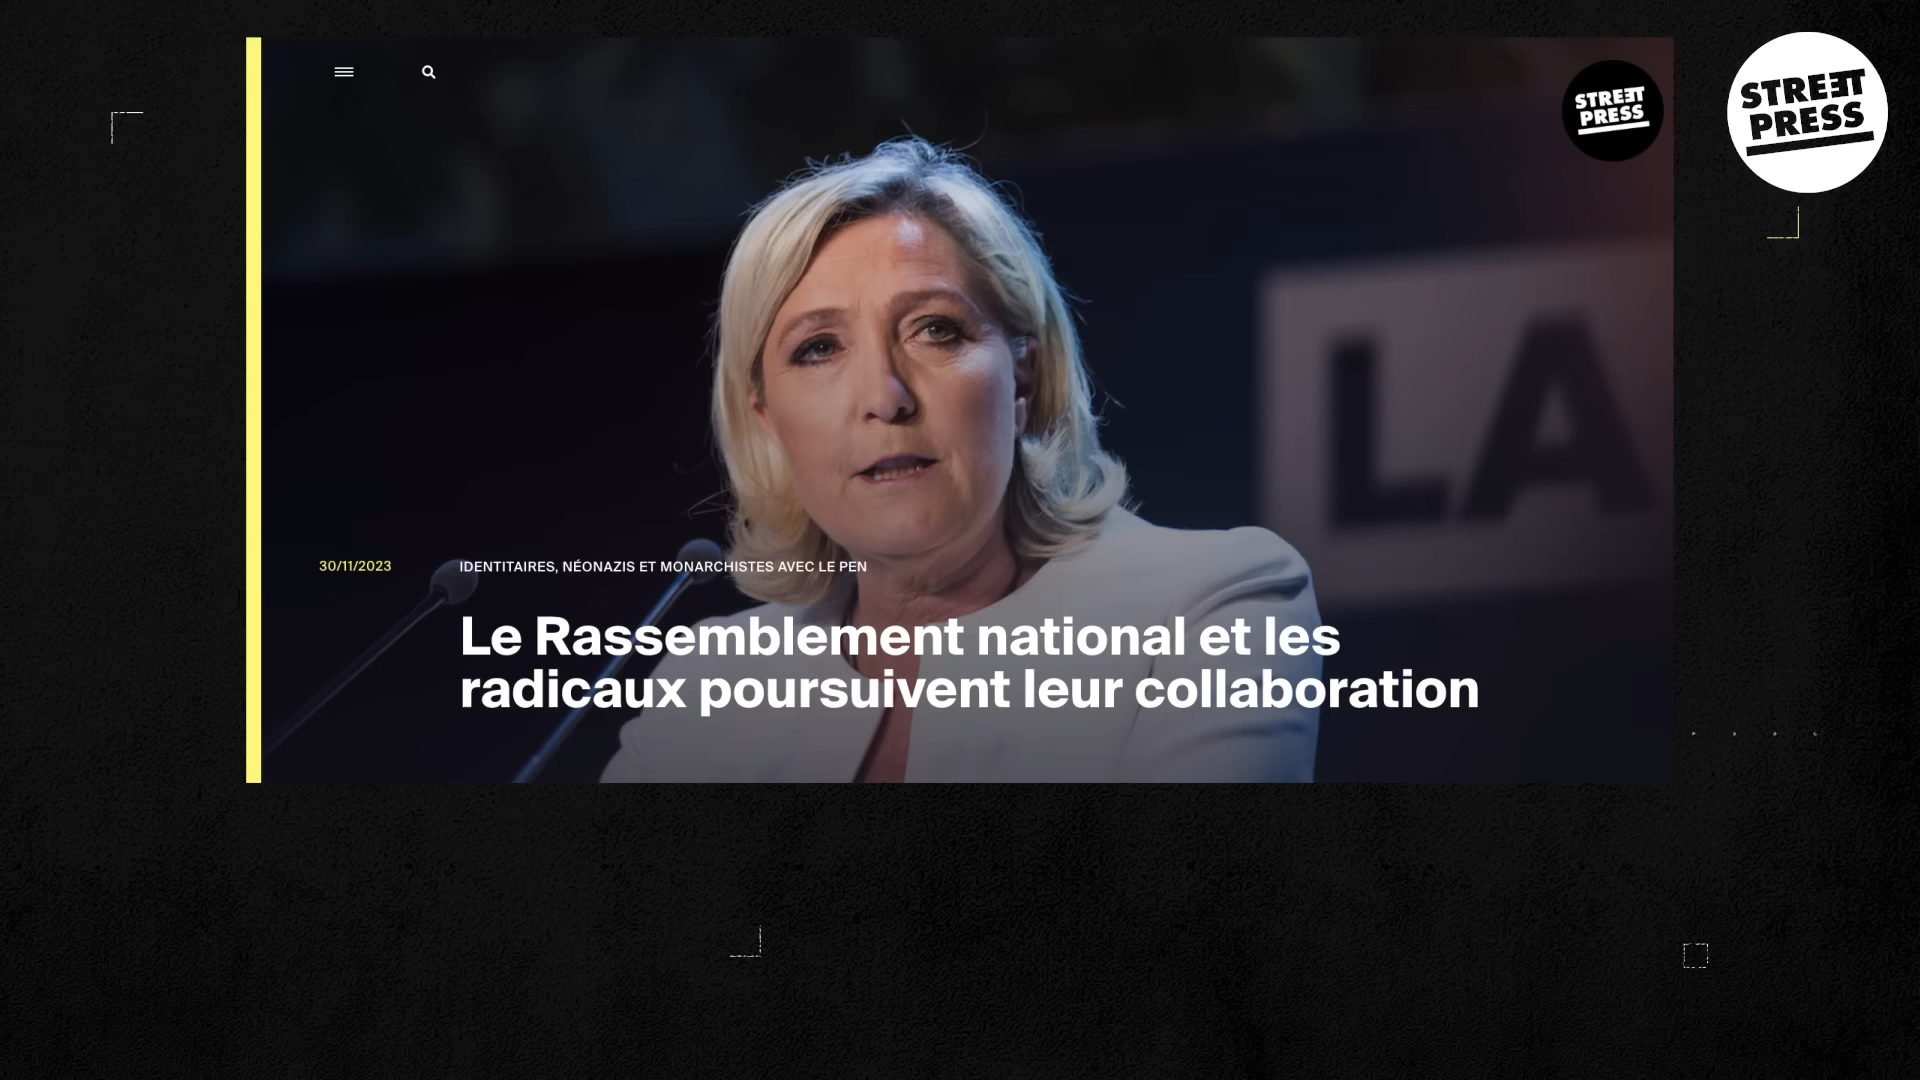 STREET
PRESS
STREET
PRESS
LA
30/11/2023
IDENTITAIRES, NÉONAZIS ET MONARCHISTES AVEC LE PEN
Le Rassemblement national et les
radicaux poursuivent leur collaboration